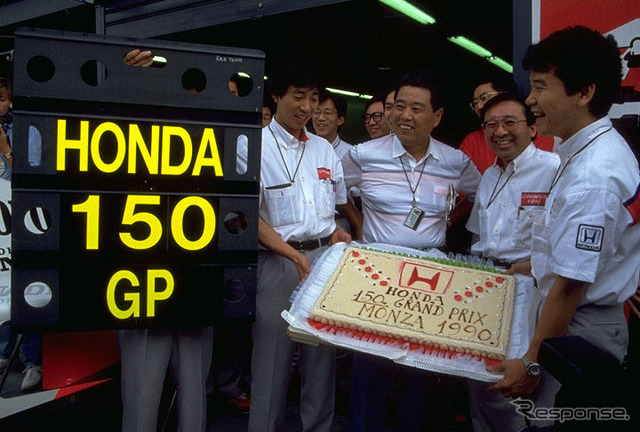 HONDA
150
GP
HONDA
150 GRAND PRIX
MONZA 1990
Response.